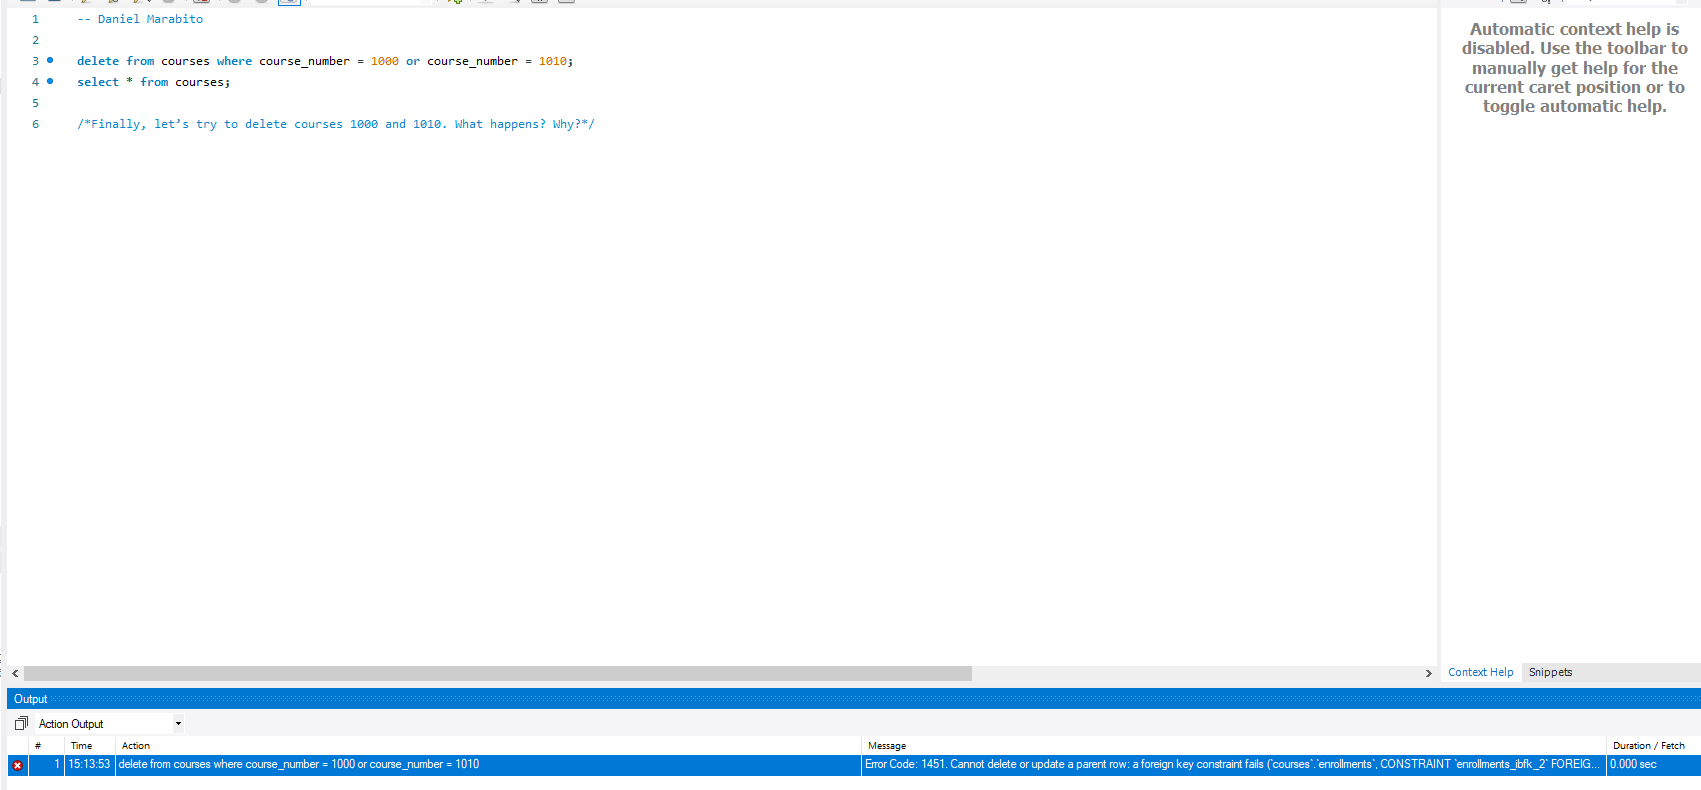 1 -- Daniel Marabito
2
3 delete from courses where course_number = 1000 or course_number = 1010;
4 select * from courses;
5
6 /*Finally, let’s try to delete courses 1000 and 1010. What happens? Why?*/
Automatic context help is
disabled. Use the toolbar to
manually get help for the
current caret position or to
toggle automatic help.
Context Help Snippets
Output
Action Output
# Time Action Message Duration / Fetch
1 15:13:53 delete from courses where course_number = 1000 or course_number = 1010 Error Code: 1451. Cannot delete or update a parent row: a foreign key constraint fails (`courses`.`enrollments`, CONSTRAINT `enrollments_ibfk_2` FOREIG... 0.000 sec